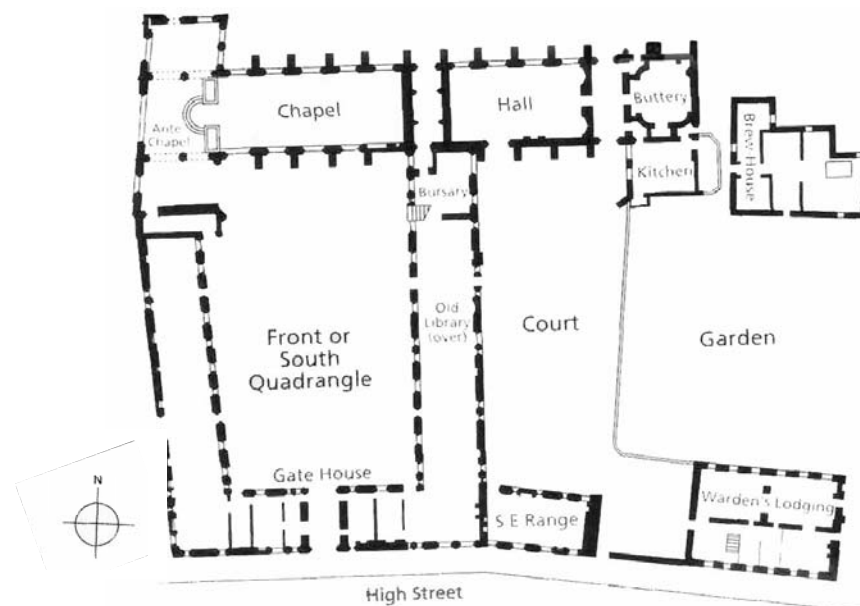 Chapel
Hall
Buttery
Ante
Chapel
Brew House
Kitchen
Bursary
Old
Library
(over)
Court
Front or
South
Quadrangle
Garden
Gate House
N
Warden's Lodging
S E Range
High Street